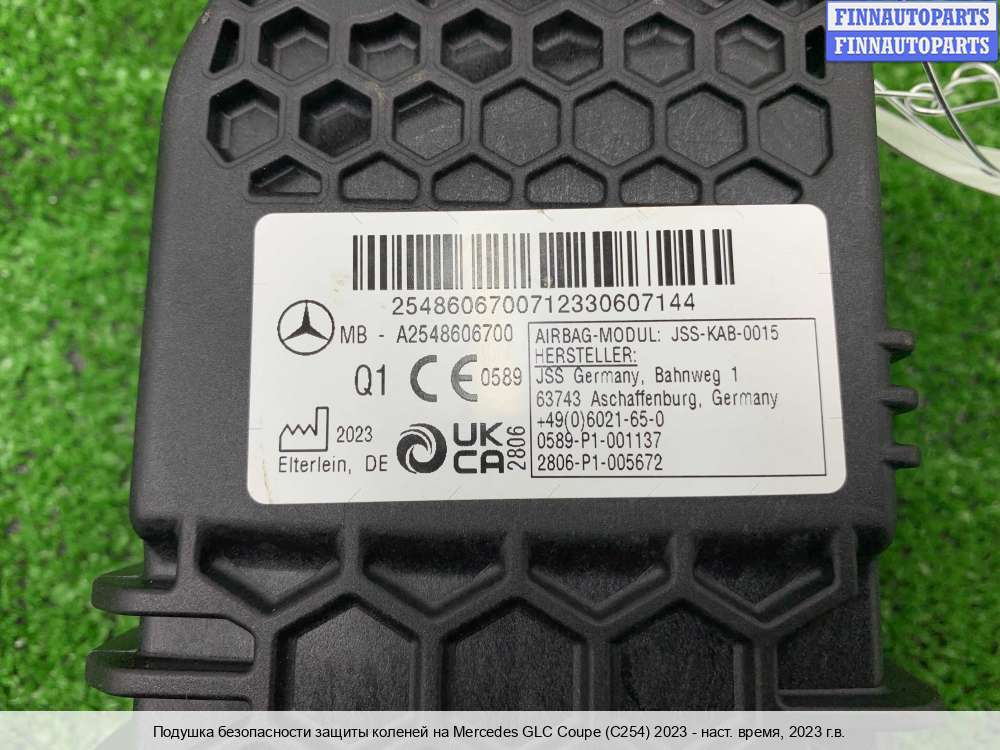 FINNAUTOPARTS
FINNAUTOPARTS
2548606700712330607144
MB - A2548606700
Q1 CE 0589
2023
Elterlein, DE
UK
CA
2806
AIRBAG-MODUL: JSS-KAB-0015
HERSTELLER:
JSS Germany, Bahnweg 1
63743 Aschaffenburg, Germany
+49(0)6021-65-0
0589-P1-001137
2806-P1-005672
Подушка безопасности защиты коленей на Mercedes GLC Coupe (C254) 2023 - наст. время, 2023 г.в.